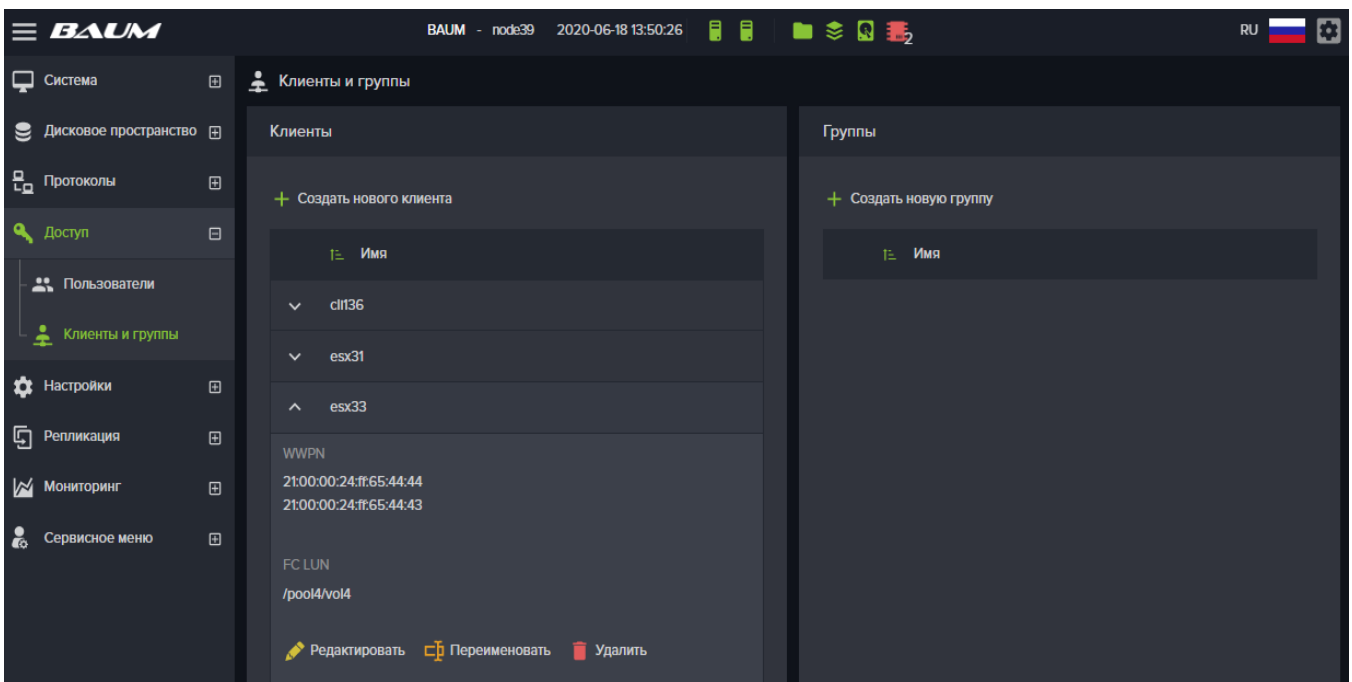 BAUM
BAUM - node39 2020-06-18 13:50:26
2
RU
Система
Дисковое пространство
Протоколы
Доступ
Пользователи
Клиенты и группы
Настройки
Репликация
Мониторинг
Сервисное меню
Клиенты и группы
Клиенты
Создать нового клиента
Имя
cli136
esx31
esx33
WWPN
21:00:00:24:ff:65:44:44
21:00:00:24:ff:65:44:43
FC LUN
/pool4/vol4
Редактировать Переименовать Удалить
Группы
Создать новую группу
Имя